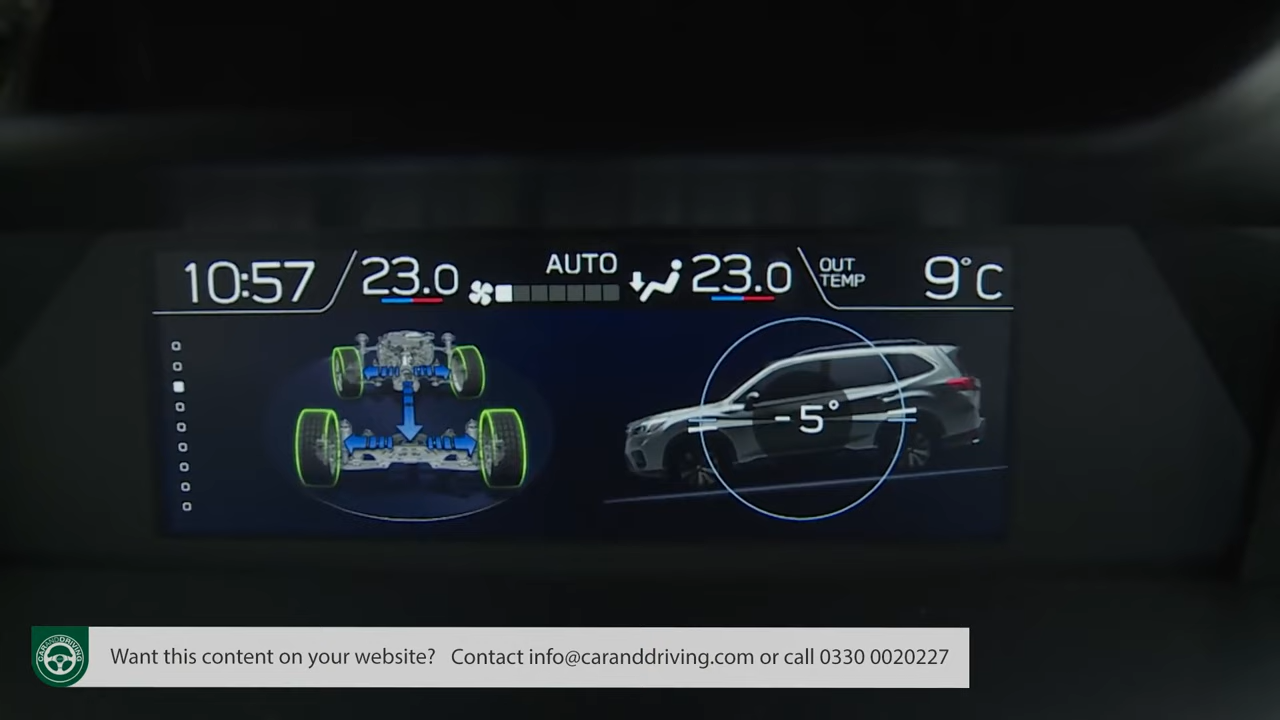 10:57
23.0
AUTO
23.0
OUT
TEMP
9°C
-5°
CARANDDRIVING
Want this content on your website? Contact info@caranddriving.com or call 0330 0020227